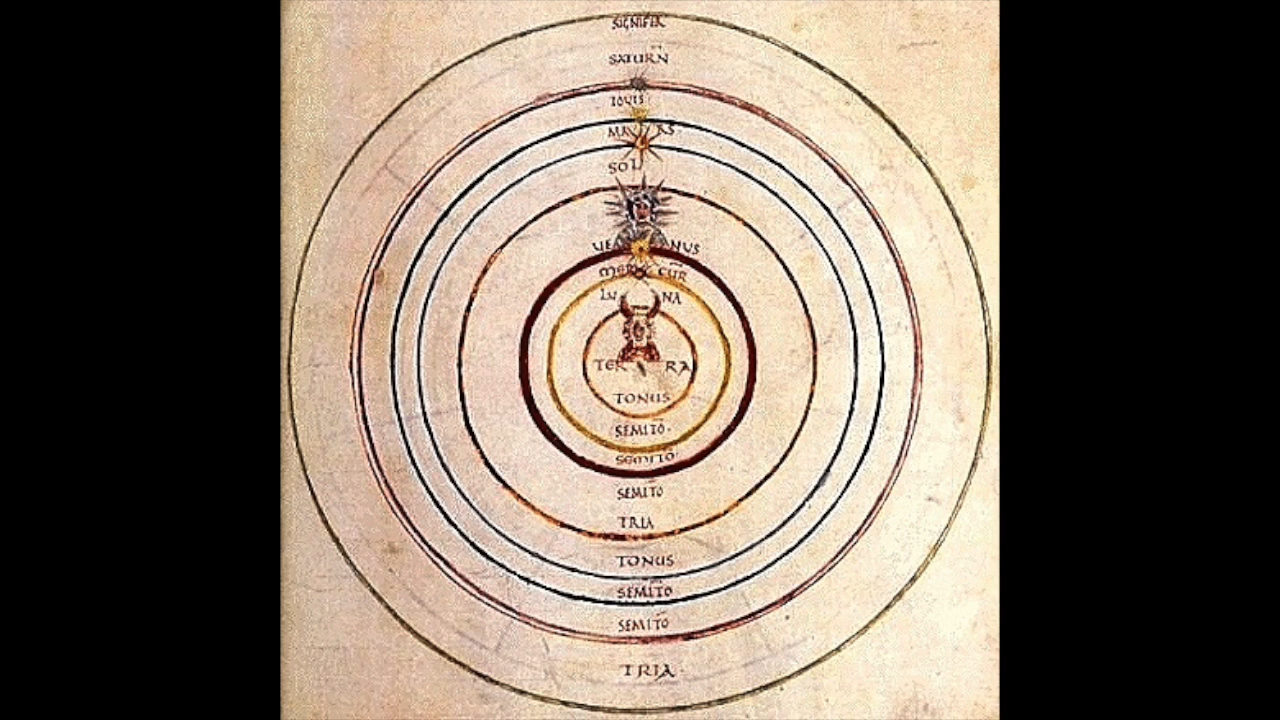 SIGNIFER
SATURN
IOVIS
MARS
SOL
VENUS
MERCUR
LUNA
TERRA
TONUS
SEMITO
SEMITO
SEMITO
TRIA
TONUS
SEMITO
SEMITO
TRIA